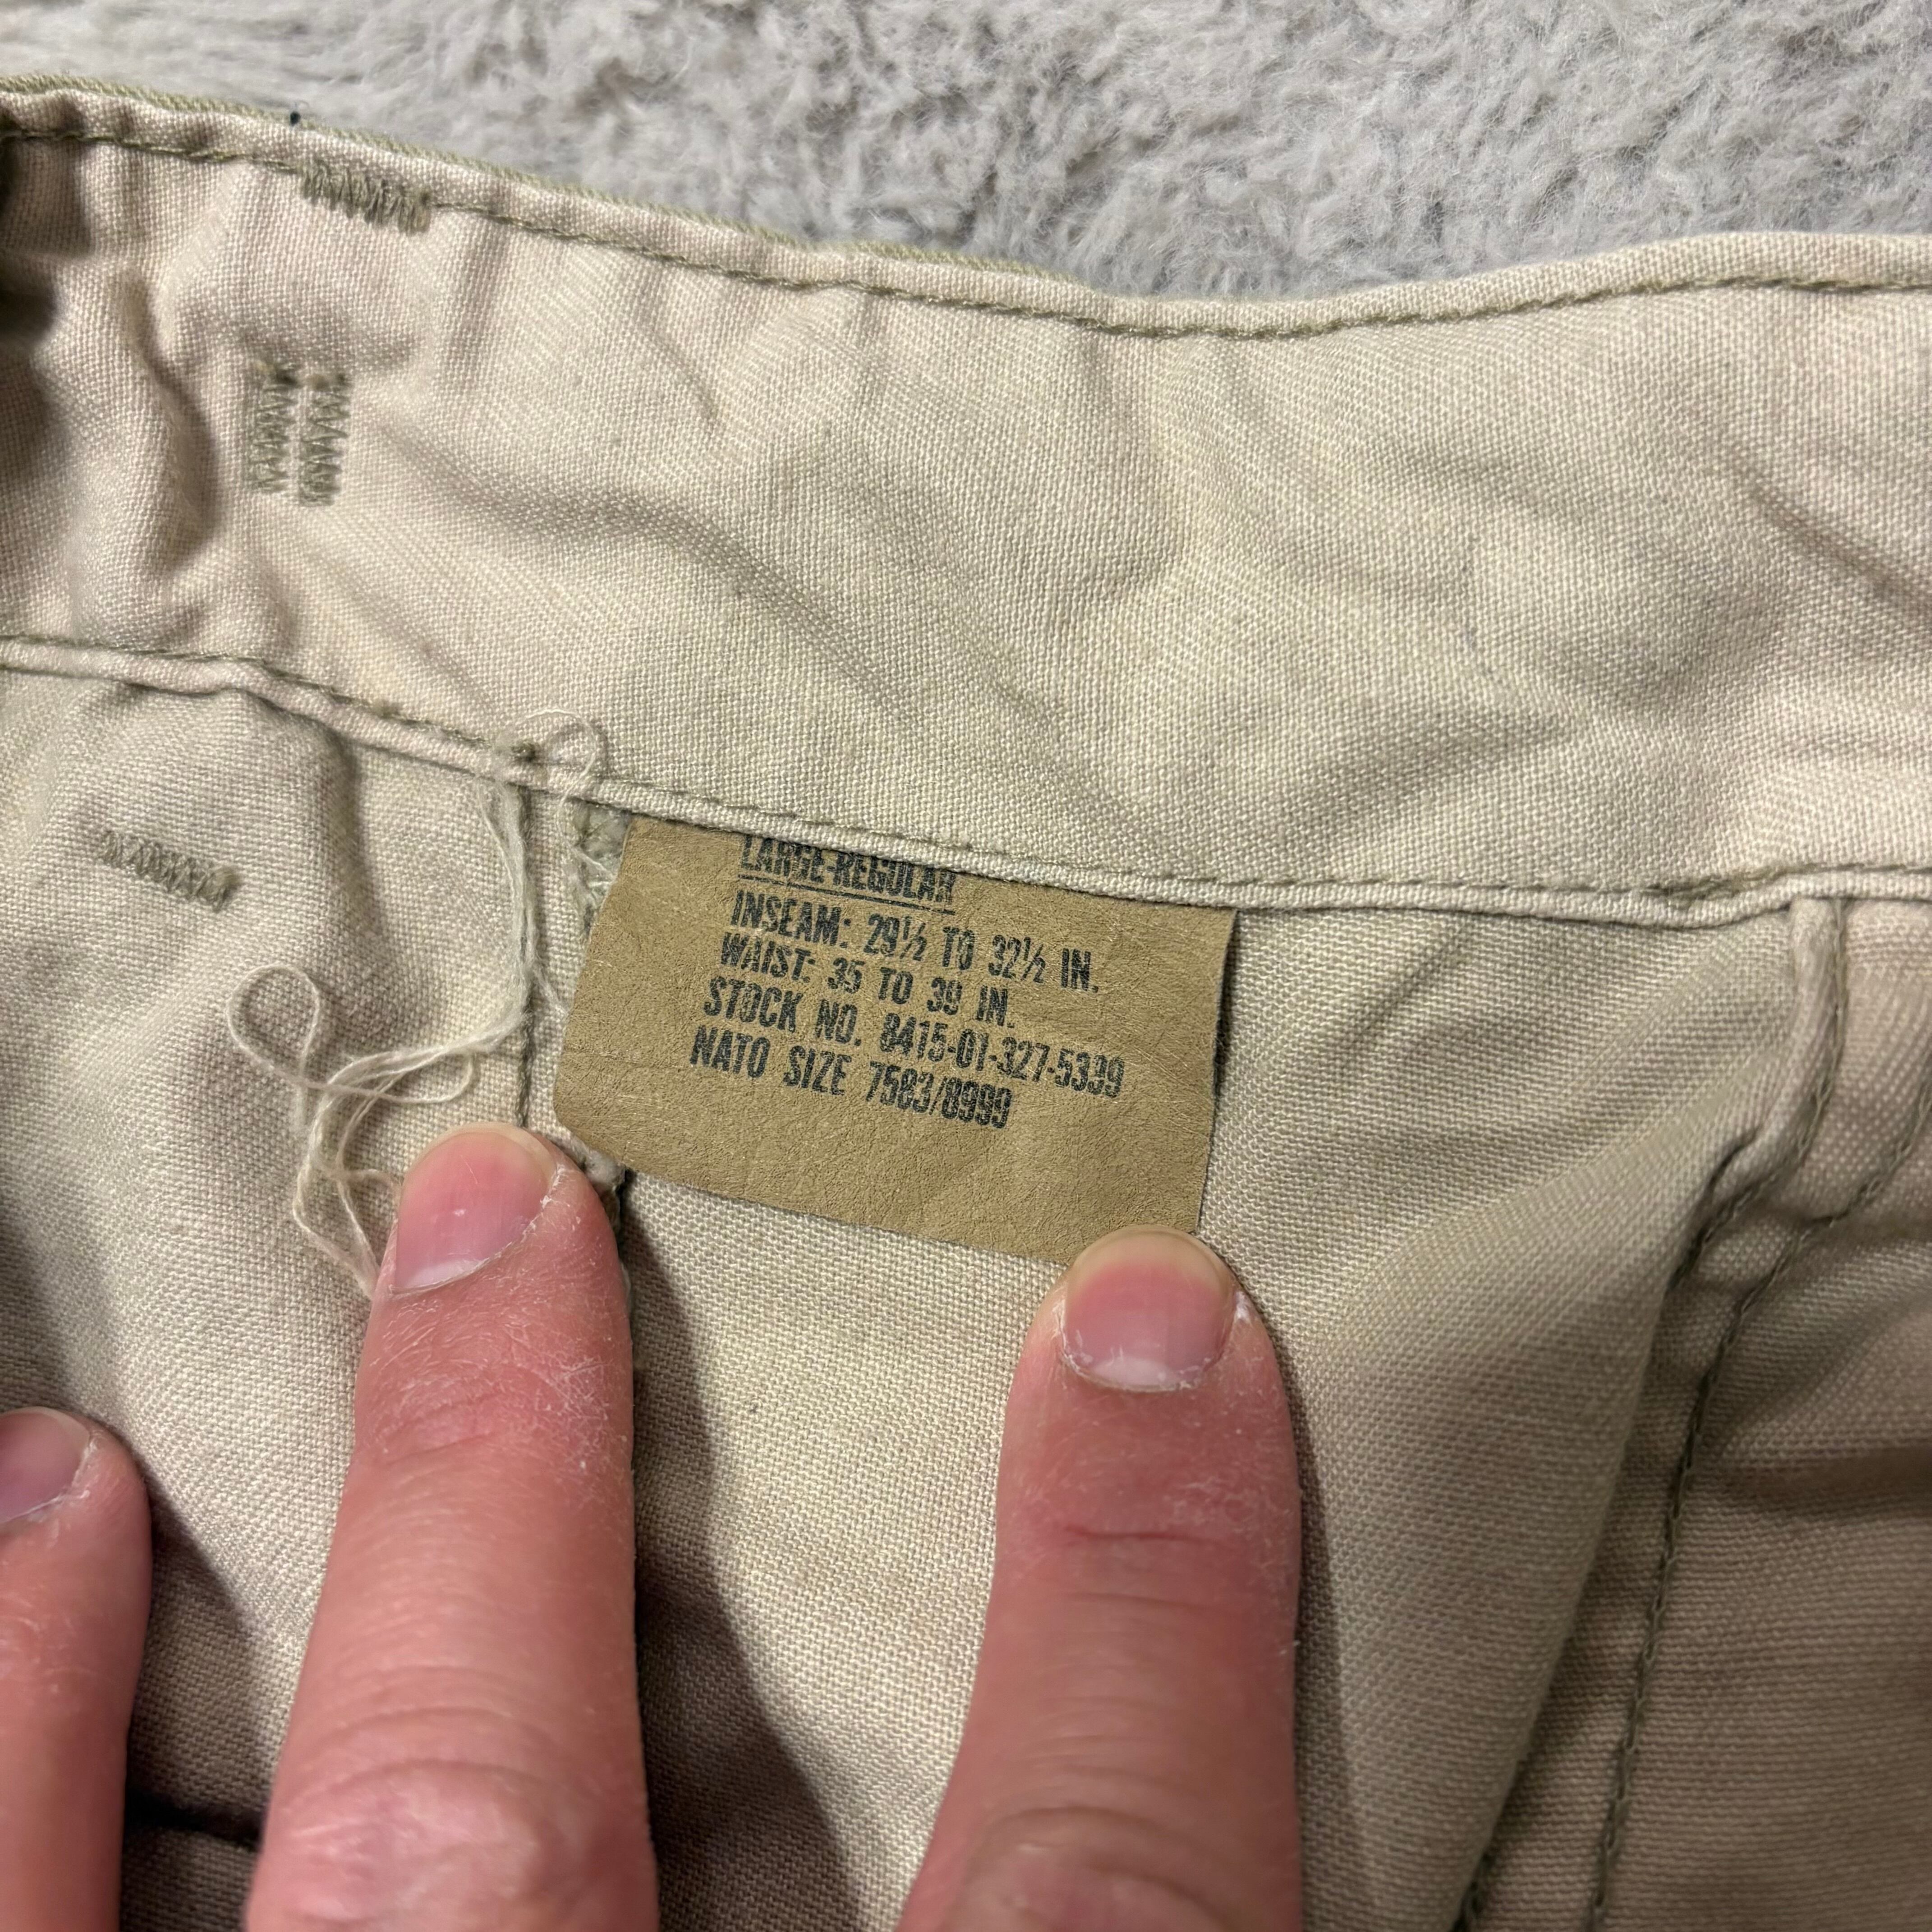 LARGE-REGULAR
INSEAM: 29½ TO 32½ IN.
WAIST: 35 TO 39 IN.
STOCK NO. 8415-01-327-5339
NATO SIZE 7583/8999